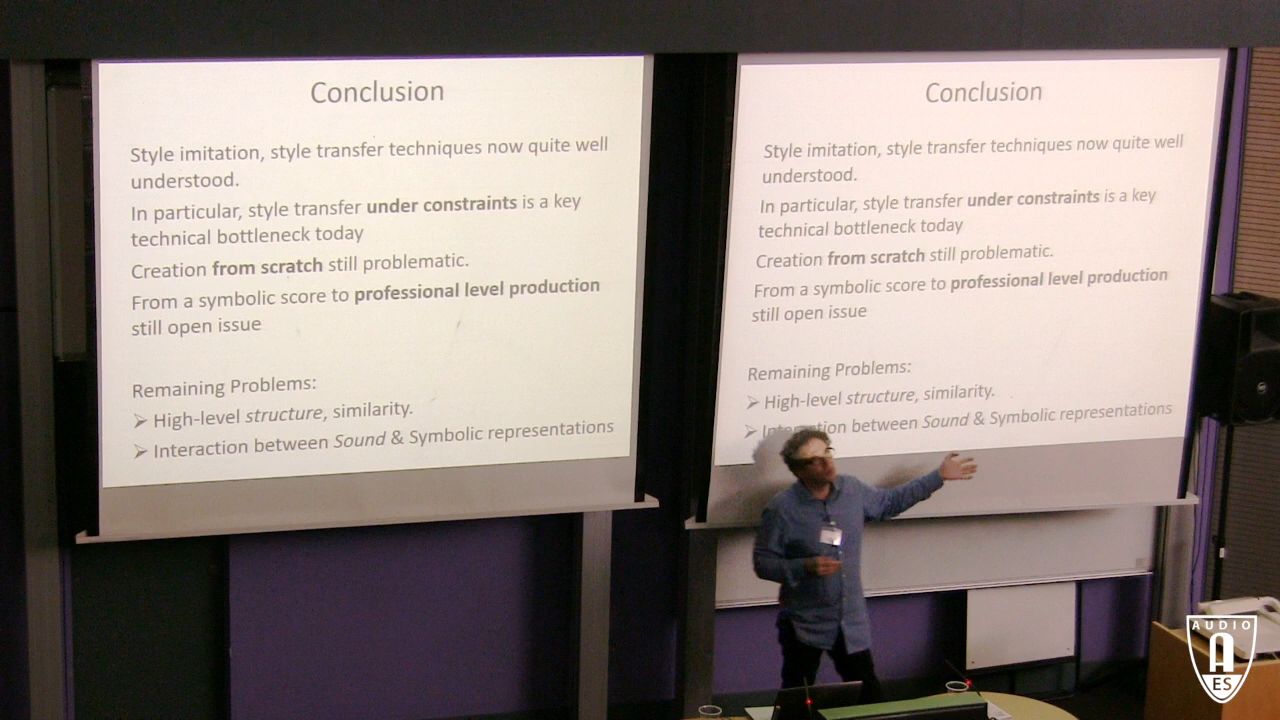 Conclusion
Style imitation, style transfer techniques now quite well
understood.
In particular, style transfer under constraints is a key
technical bottleneck today
Creation from scratch still problematic.
From a symbolic score to professional level production
still open issue
Remaining Problems:
➢ High-level structure, similarity.
➢ Interaction between Sound & Symbolic representations
Conclusion
Style imitation, style transfer techniques now quite well
understood.
In particular, style transfer under constraints is a key
technical bottleneck today
Creation from scratch still problematic.
From a symbolic score to professional level production
still open issue
Remaining Problems:
➢ High-level structure, similarity.
➢ Interaction between Sound & Symbolic representations
AUDIO
A
ES